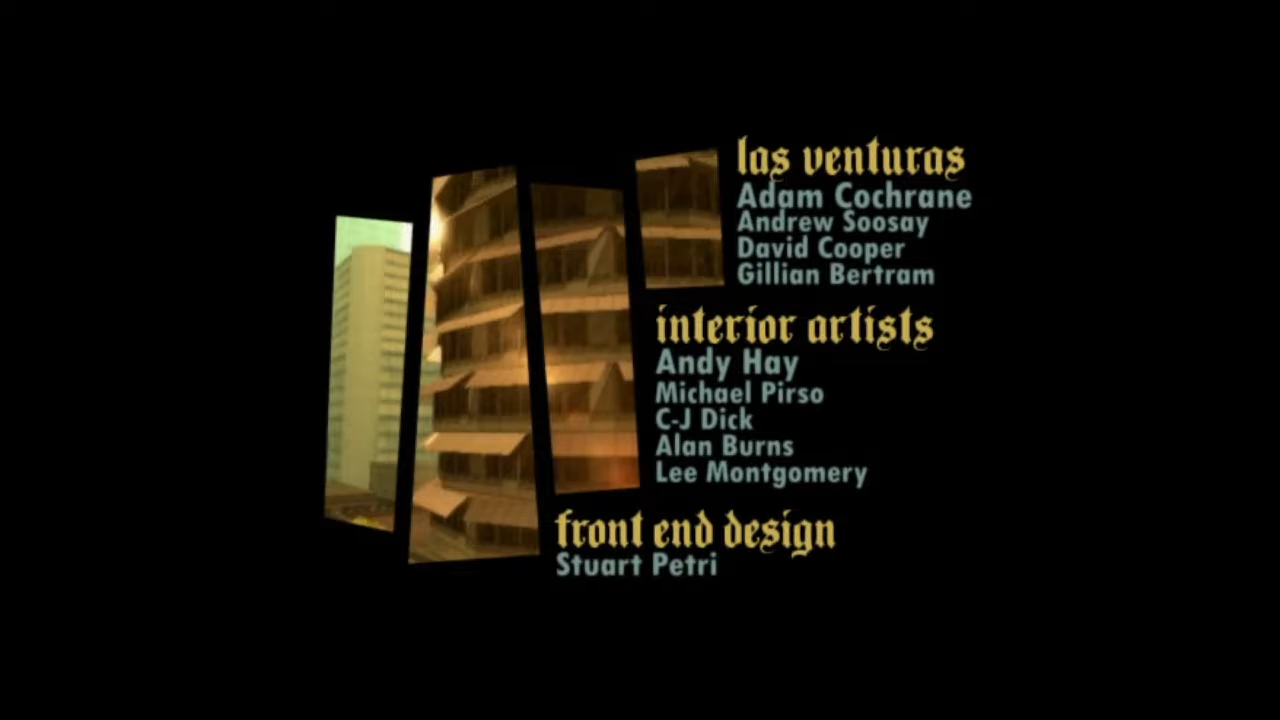 las venturas
Adam Cochrane
Andrew Soosay
David Cooper
Gillian Bertram
interior artists
Andy Hay
Michael Pirso
C-J Dick
Alan Burns
Lee Montgomery
front end design
Stuart Petri